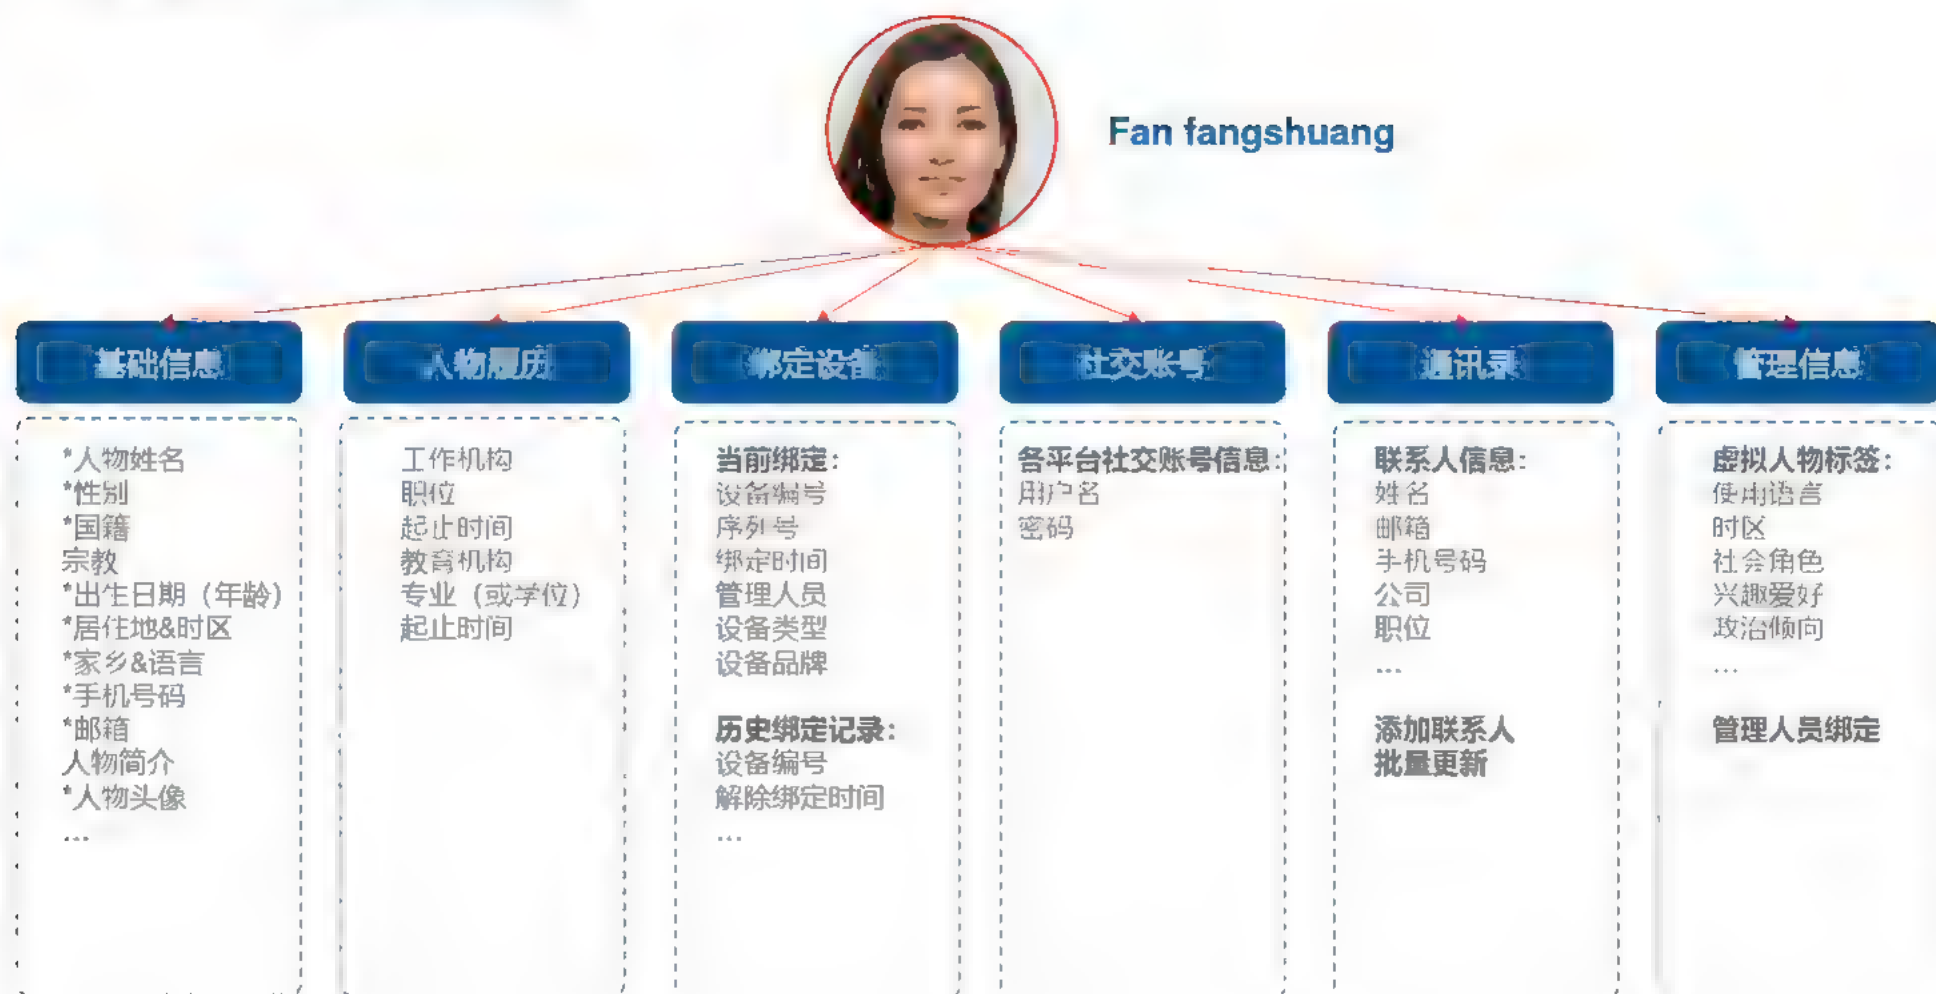 Fan fangshuang
基础信息
*人物姓名
*性别
*国籍
宗教
*出生日期（年龄）
*居住地&时区
*家乡&语言
*手机号码
*邮箱
人物简介
*人物头像
...
人物履历
工作机构
职位
起止时间
教育机构
专业（或学位）
起止时间
绑定设备
当前绑定：
设备编号
序列号
绑定时间
管理人员
设备类型
设备品牌
历史绑定记录：
设备编号
解除绑定时间
...
社交账号
各平台社交账号信息：
用户名
密码
通讯录
联系人信息：
姓名
邮箱
手机号码
公司
职位
...
添加联系人
批量更新
管理信息
虚拟人物标签：
使用语言
时区
社会角色
兴趣爱好
政治倾向
...
管理人员绑定